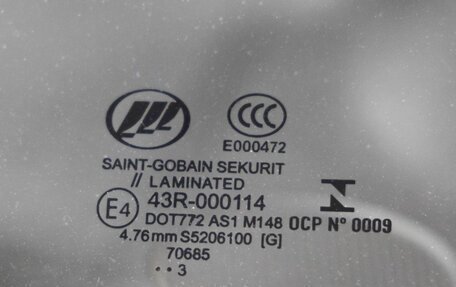 CCC
E000472
SAINT-GOBAIN SEKURIT
// LAMINATED
E4 43R-000114
DOT772 AS1 M148 OCP Nº 0009
4.76mm S5206100 [G]
70685
• • 3